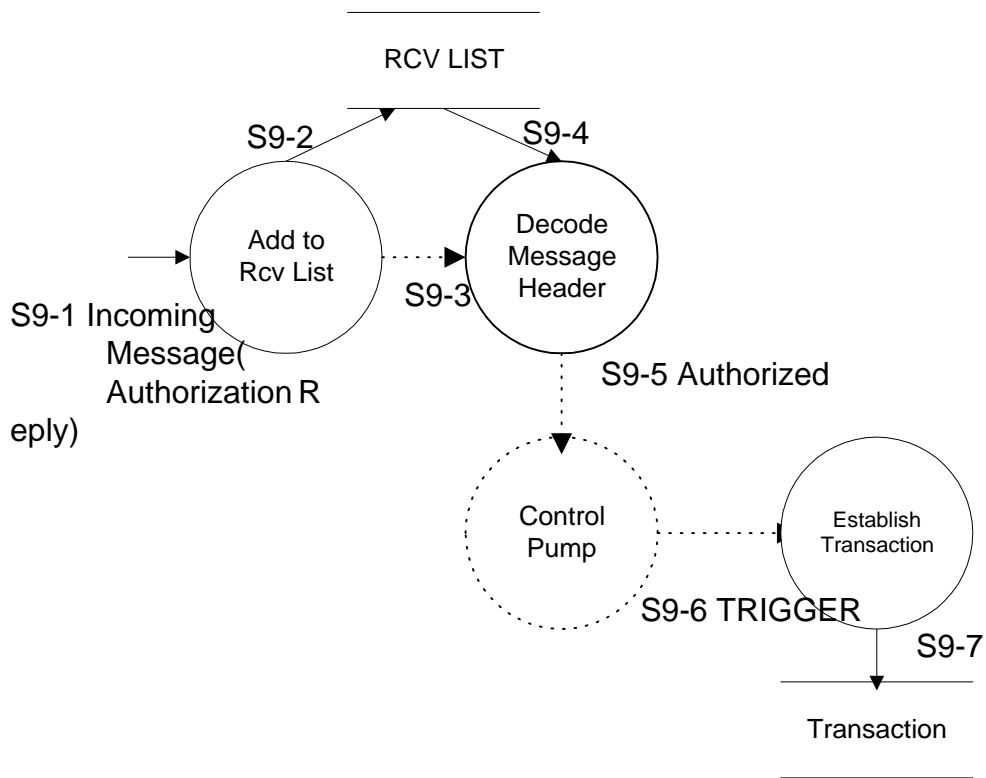 RCV LIST
S9-2
S9-4
Add to
Rcv List
Decode
Message
Header
S9-3
S9-1 Incoming
Message(
Authorization R
eply)
S9-5 Authorized
Control
Pump
Establish
Transaction
S9-6 TRIGGER
S9-7
Transaction